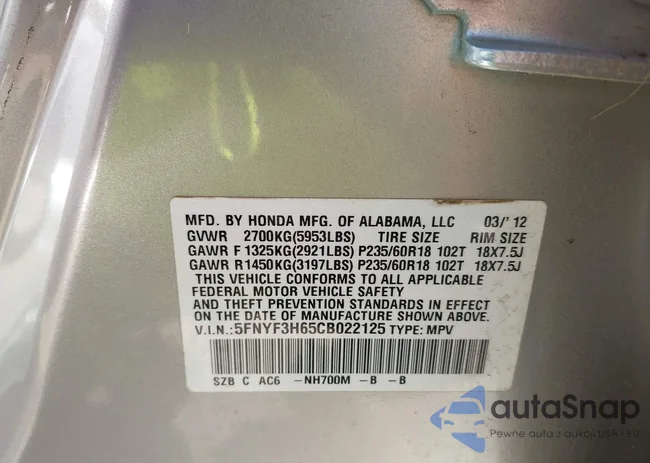 MFD. BY HONDA MFG. OF ALABAMA, LLC 03/'12
GVWR 2700KG(5953LBS) TIRE SIZE RIM SIZE
GAWR F 1325KG(2921LBS) P235/60R18 102T 18X7.5J
GAWR R 1450KG(3197LBS) P235/60R18 102T 18X7.5J
THIS VEHICLE CONFORMS TO ALL APPLICABLE
FEDERAL MOTOR VEHICLE SAFETY
AND THEFT PREVENTION STANDARDS IN EFFECT
ON THE DATE OF MANUFACTURE SHOWN ABOVE.
V.I.N.: 5FNYF3H65CB022125 TYPE: MPV
SZB C AC6 -NH700M -B -B
autaSnap
Pewne auta z aukcji USA i EU